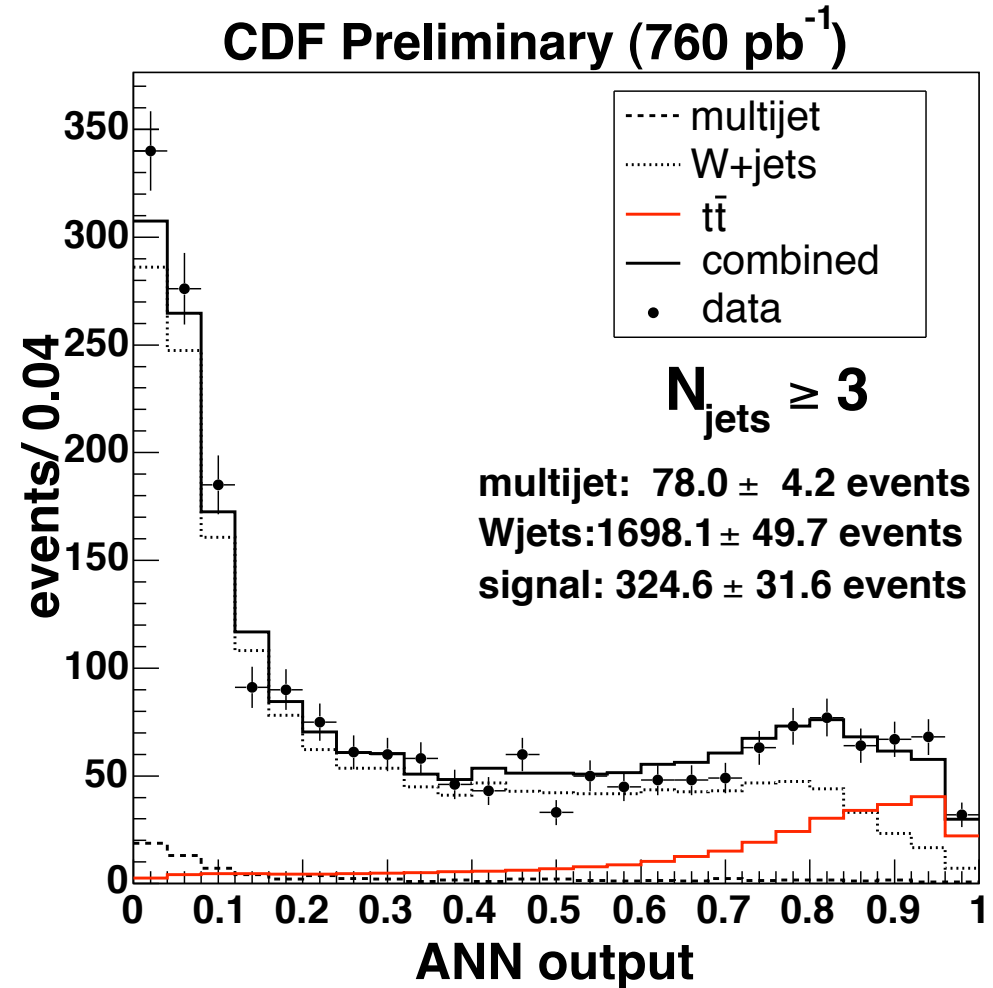 CDF Preliminary (760 pb⁻¹)
multijet
W+jets
tt̄
combined
data
N_jets ≥ 3
multijet: 78.0 ± 4.2 events
Wjets:1698.1 ± 49.7 events
signal: 324.6 ± 31.6 events
events/ 0.04
350
300
250
200
150
100
50
0
0 0.1 0.2 0.3 0.4 0.5 0.6 0.7 0.8 0.9 1
ANN output